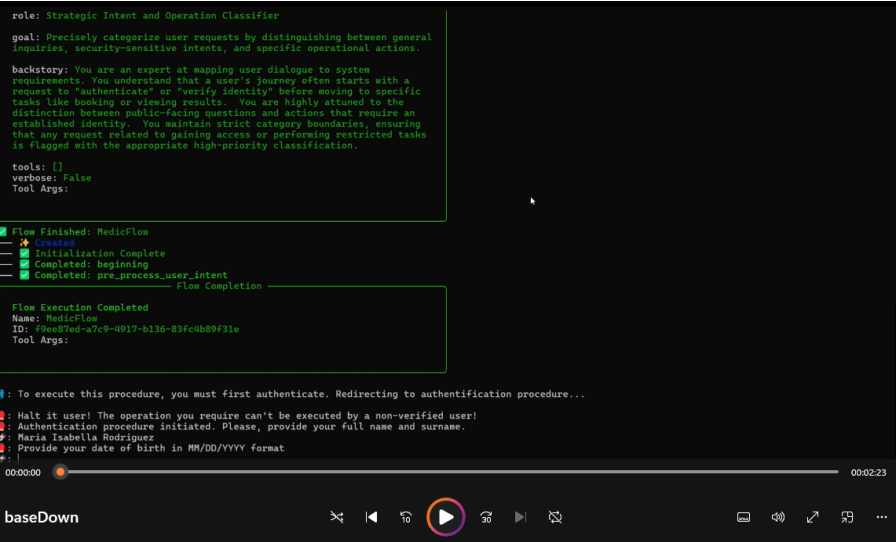 role: Strategic Intent and Operation Classifier
goal: Precisely categorize user requests by distinguishing between general
inquiries, security-sensitive intents, and specific operational actions.
backstory: You are an expert at mapping user dialogue to system
requirements. You understand that a user's journey often starts with a
request to "authenticate" or "verify identity" before moving to specific
tasks like booking or viewing results.  You are highly attuned to the
distinction between public-facing questions and actions that require an
established identity.  You maintain strict category boundaries, ensuring
that any request related to gaining access or performing restricted tasks
is flagged with the appropriate high-priority classification.
tools: []
verbose: False
Tool Args:
✅ Flow Finished: MedicFlow
✨ Created
✅ Initialization Complete
✅ Completed: beginning
✅ Completed: pre_process_user_intent
Flow Completion
Flow Execution Completed
Name: MedicFlow
ID: f9ee87ed-a7c9-4917-b136-83fc4b89f31e
Tool Args:
: To execute this procedure, you must first authenticate. Redirecting to authentification procedure...
: Halt it user! The operation you require can't be executed by a non-verified user!
: Authentication procedure initiated. Please, provide your full name and surname.
: Maria Isabella Rodriguez
: Provide your date of birth in MM/DD/YYYY format
:
00:00:00
00:02:23
baseDown
10
30